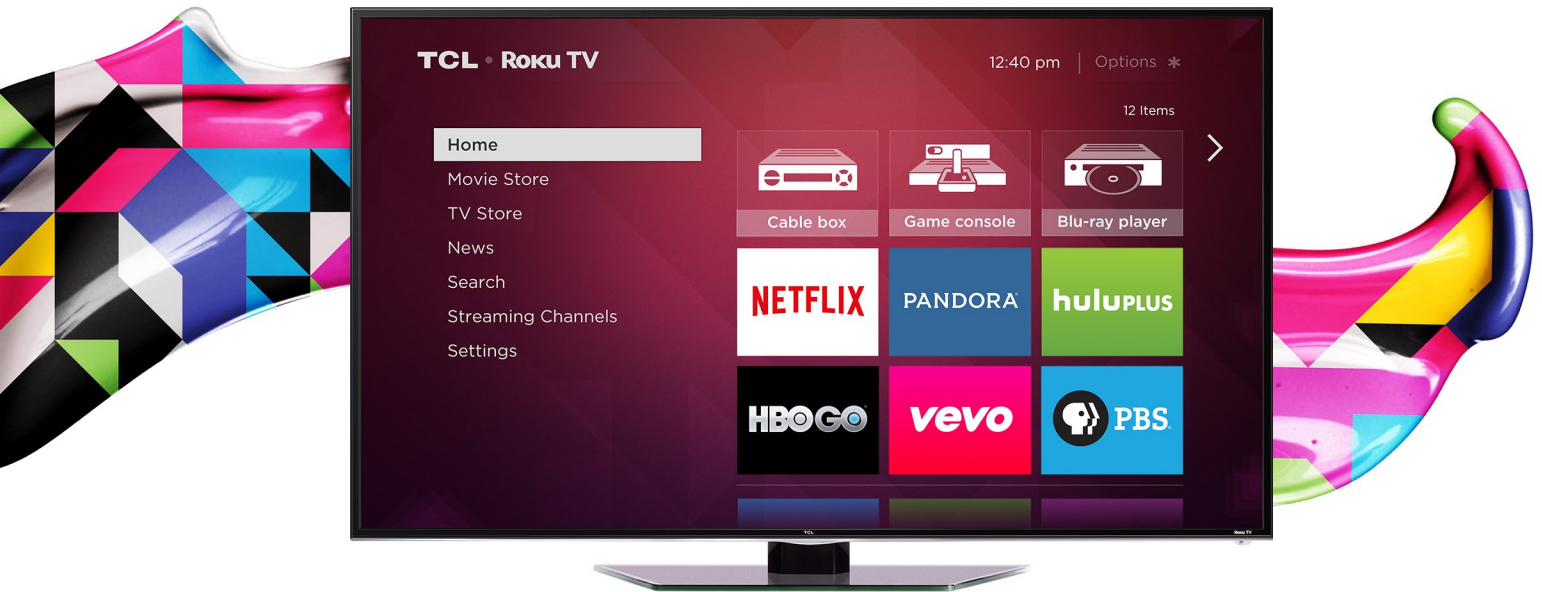 TCL • Roku TV
12:40 pm | Options *
12 Items
Home
Movie Store
TV Store
News
Search
Streaming Channels
Settings
Cable box
Game console
Blu-ray player
NETFLIX
PANDORA
huluPLUS
HBO GO
vevo
PBS
TCL
Roku TV